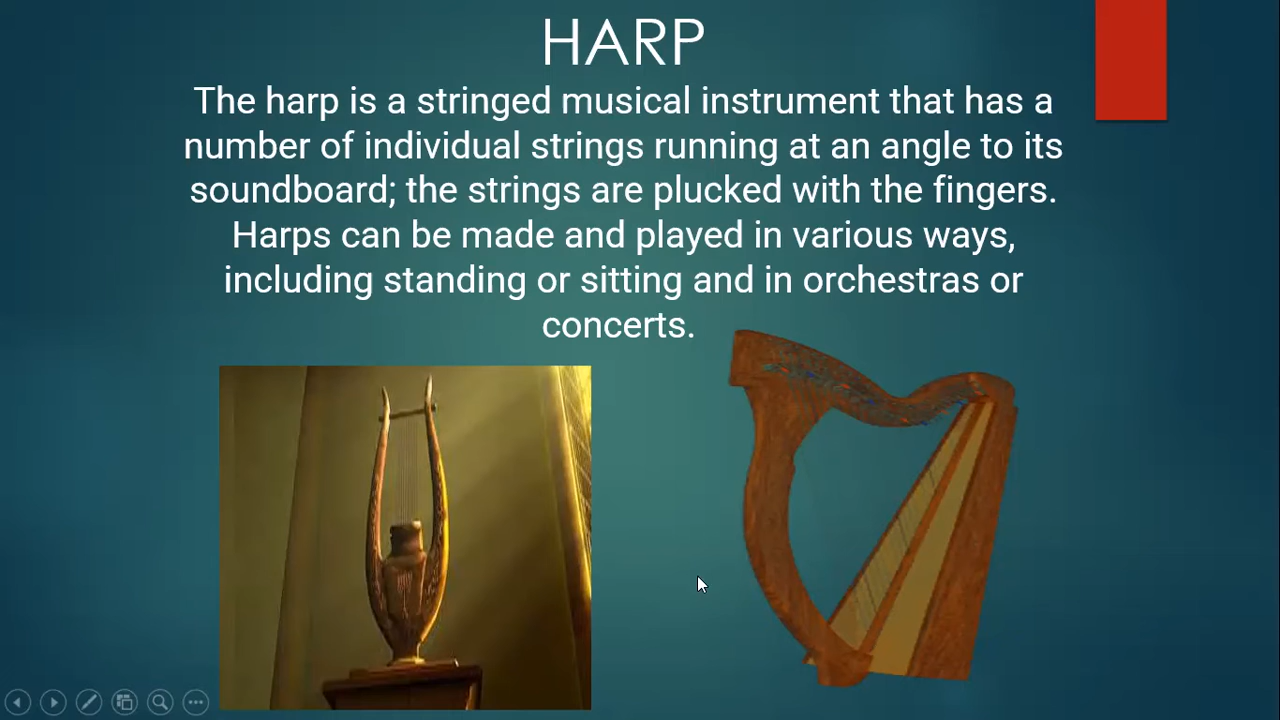 HARP
The harp is a stringed musical instrument that has a
number of individual strings running at an angle to its
soundboard; the strings are plucked with the fingers.
Harps can be made and played in various ways,
including standing or sitting and in orchestras or
concerts.